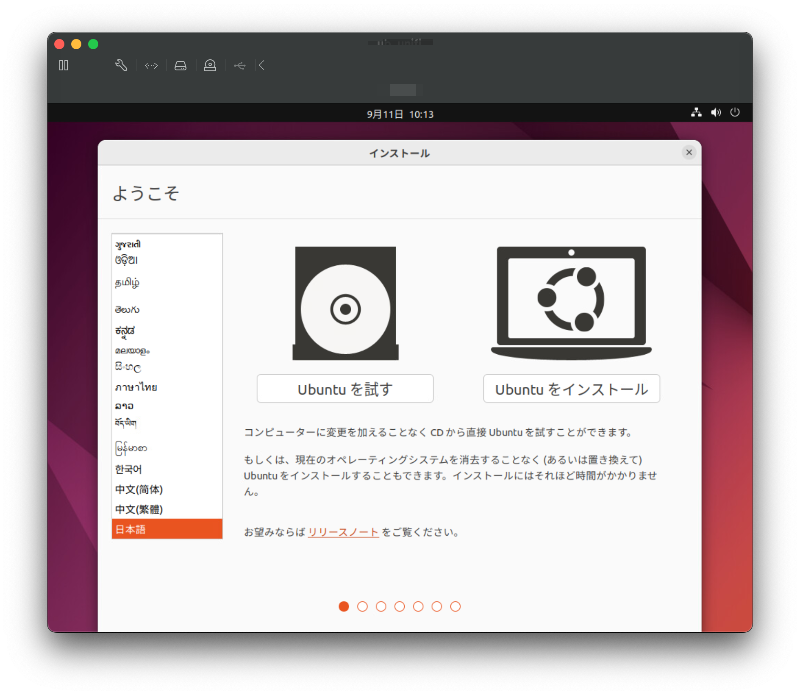 9月11日 10:13
インストール
ようこそ
ગુજરાતી
ଓଡ଼ିଆ
தமிழ்
తెలుగు
ಕನ್ನಡ
മലയാളം
සිංහල
ภาษาไทย
ລາວ
བོད་ཡིག
မြန်မာစာ
한국어
中文(简体)
中文(繁體)
日本語
Ubuntu を試す
Ubuntu をインストール
コンピューターに変更を加えることなく CD から直接 Ubuntu を試すことができます。
もしくは、現在のオペレーティングシステムを消去することなく (あるいは置き換えて)
Ubuntu をインストールすることもできます。インストールにはそれほど時間がかかりませ
ん。
お望みならば リリースノート をご覧ください。